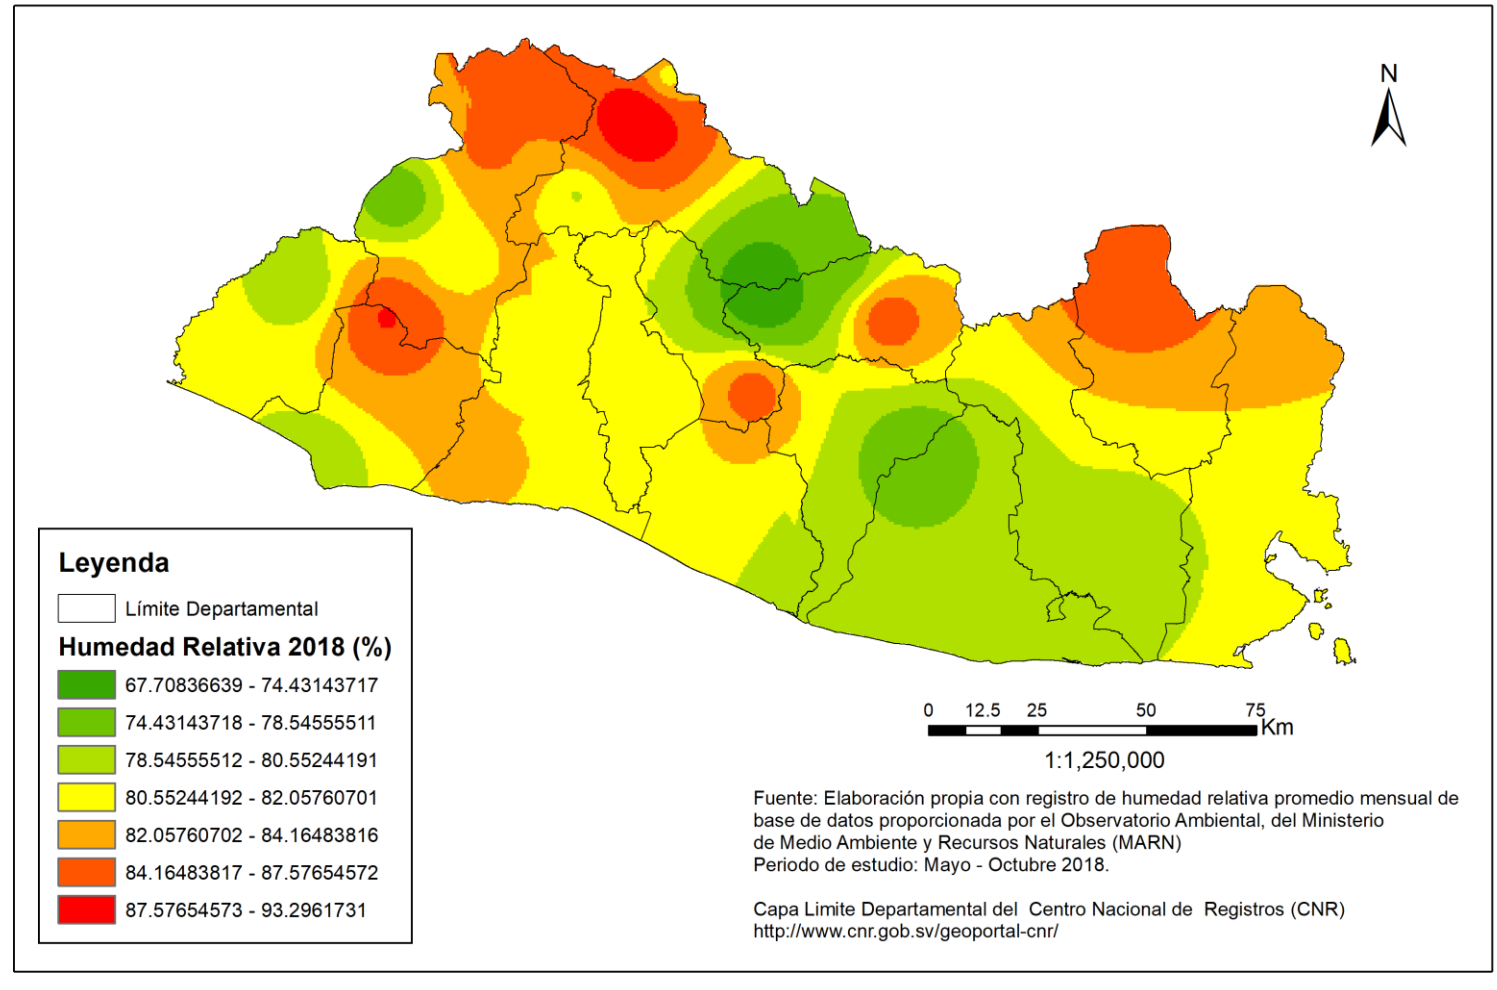 N
Leyenda
Límite Departamental
Humedad Relativa 2018 (%)
67.70836639 - 74.43143717
74.43143718 - 78.54555511
78.54555512 - 80.55244191
80.55244192 - 82.05760701
82.05760702 - 84.16483816
84.16483817 - 87.57654572
87.57654573 - 93.2961731
0 12.5 25 50 75
Km
1:1,250,000
Fuente: Elaboración propia con registro de humedad relativa promedio mensual de
base de datos proporcionada por el Observatorio Ambiental, del Ministerio
de Medio Ambiente y Recursos Naturales (MARN)
Periodo de estudio: Mayo - Octubre 2018.
Capa Limite Departamental del Centro Nacional de Registros (CNR)
http://www.cnr.gob.sv/geoportal-cnr/